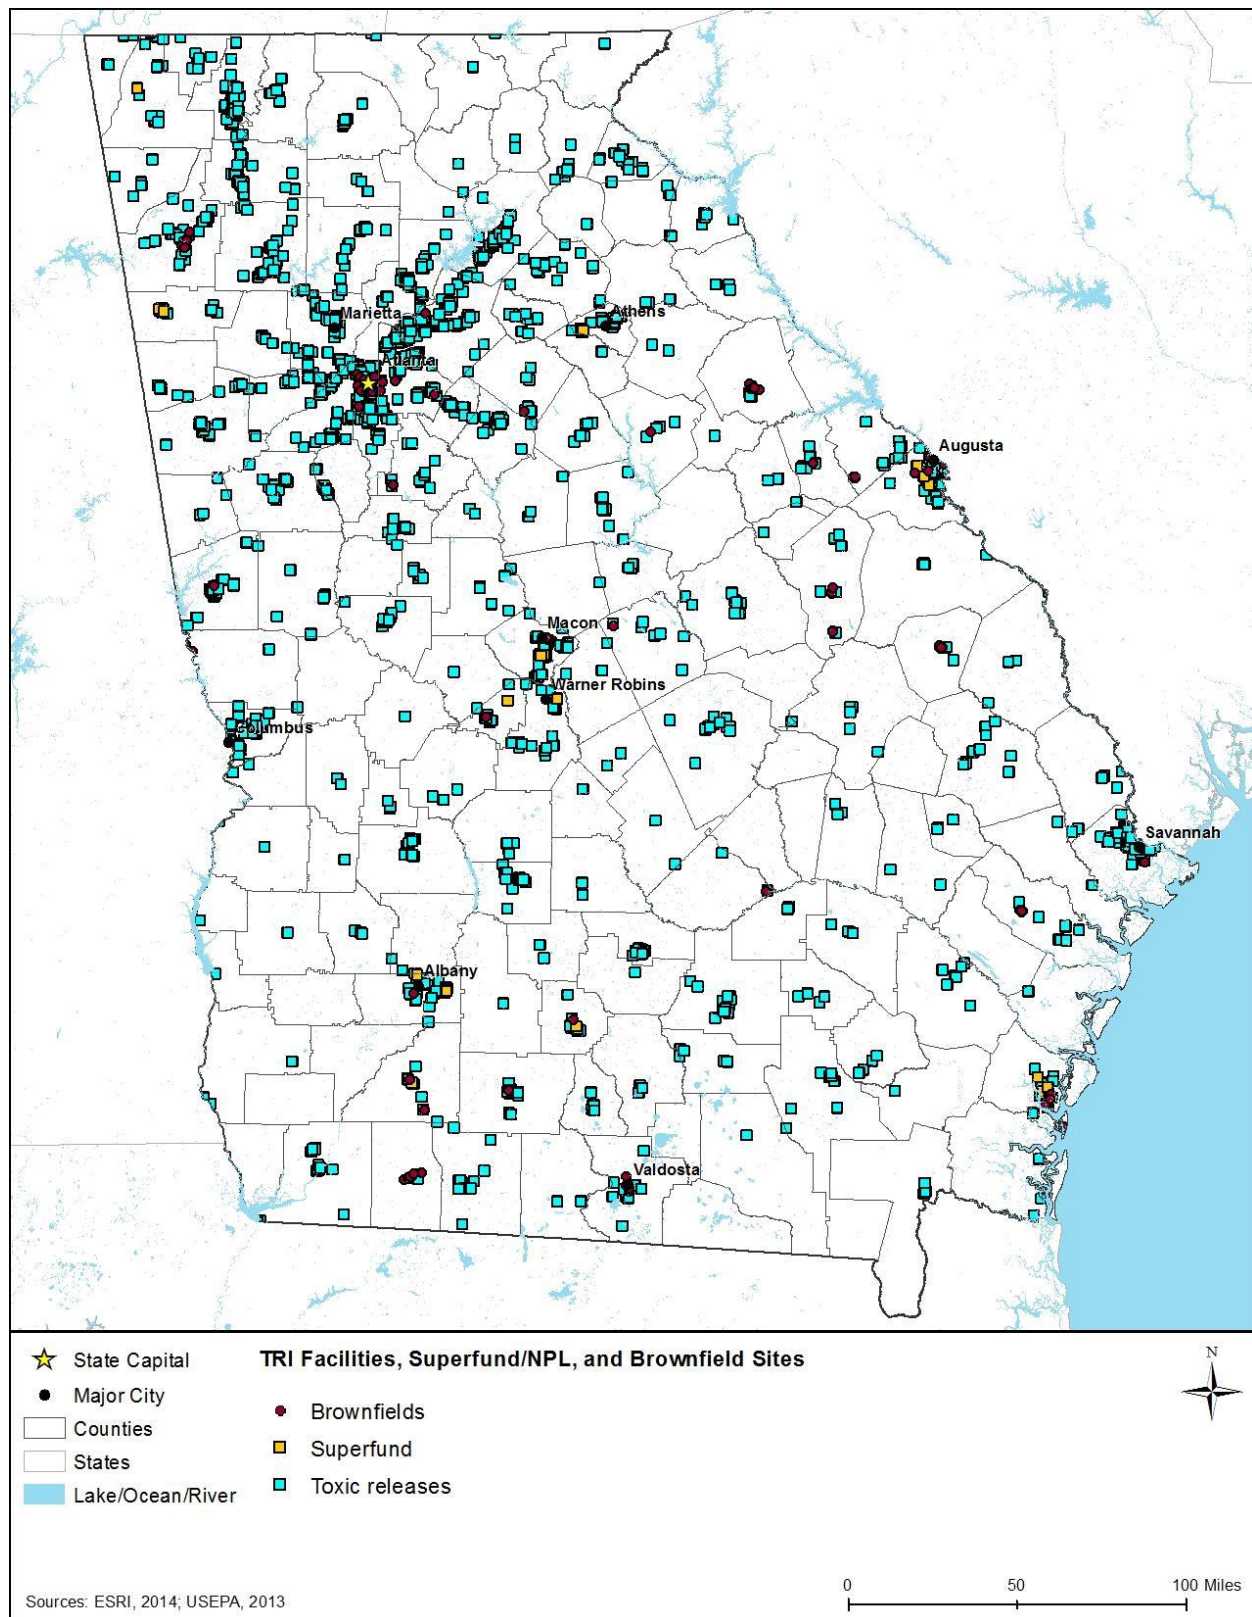 Marietta
Athens
Atlanta
Augusta
Macon
Warner Robins
Columbus
Savannah
Albany
Valdosta
State Capital
Major City
Counties
States
Lake/Ocean/River
TRI Facilities, Superfund/NPL, and Brownfield Sites
Brownfields
Superfund
Toxic releases
N
0 50 100 Miles
Sources: ESRI, 2014; USEPA, 2013